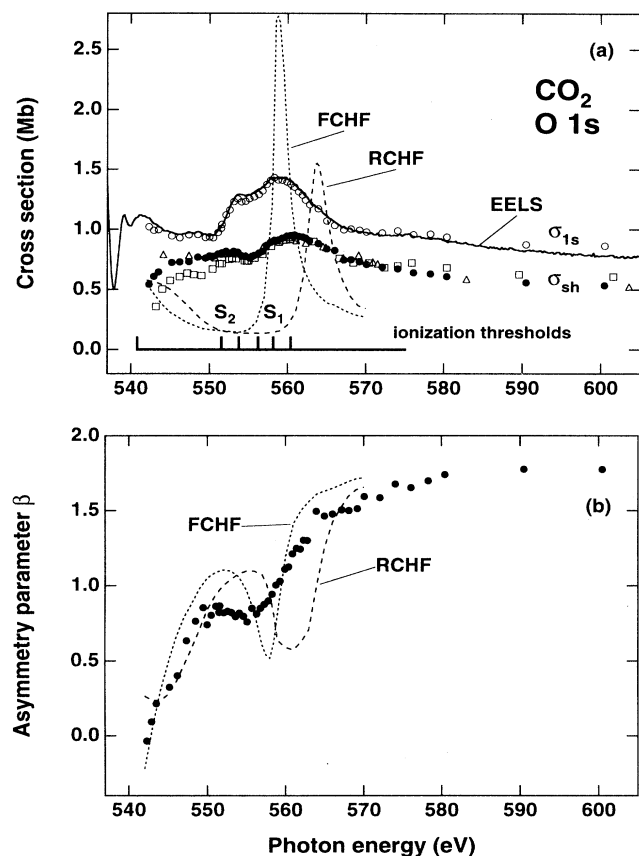 (a)
CO2
O 1s
FCHF
RCHF
EELS
σ1s
σsh
S2
S1
ionization thresholds
Cross section (Mb)
2.5
2.0
1.5
1.0
0.5
0.0
540 550 560 570 580 590 600
(b)
FCHF
RCHF
Asymmetry parameter β
2.0
1.5
1.0
0.5
0.0
540 550 560 570 580 590 600
Photon energy (eV)